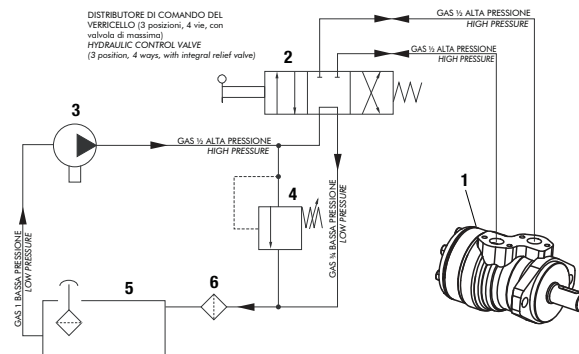 DISTRIBUTORE DI COMANDO DEL
VERRICELLO (3 posizioni, 4 vie, con
valvola di massima)
HYDRAULIC CONTROL VALVE
(3 position, 4 ways, with integral relief valve)
GAS ½ ALTA PRESSIONE
HIGH PRESSURE
GAS ½ ALTA PRESSIONE
HIGH PRESSURE
2
3
GAS ½ ALTA PRESSIONE
HIGH PRESSURE
1
4
GAS ¾ BASSA PRESSIONE
LOW PRESSURE
GAS 1 BASSA PRESSIONE
LOW PRESSURE
5
6